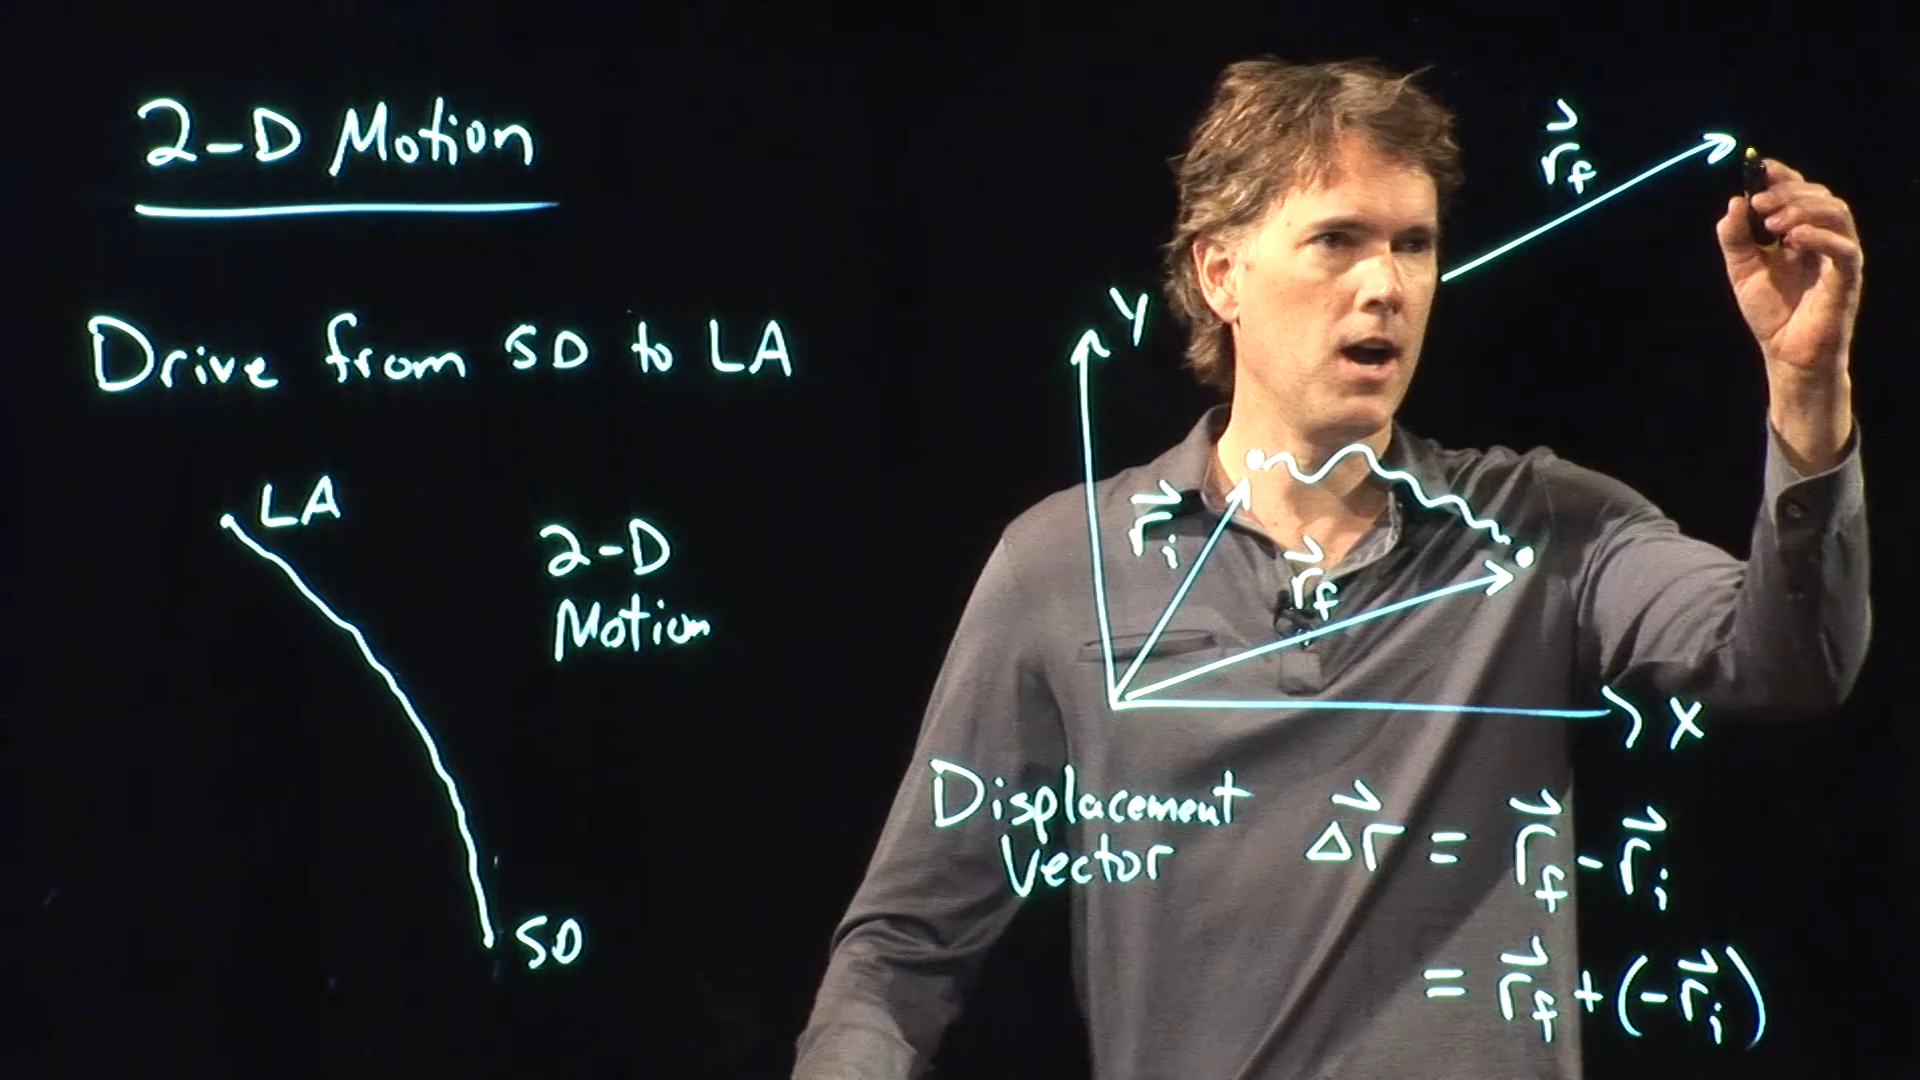 2-D Motion
Drive from SD to LA
LA
2-D
Motion
SD
r⃗f
Y
r⃗i
r⃗f
X
Displacement
Vector
Δr⃗ = r⃗f - r⃗i
= r⃗f + (-r⃗i)